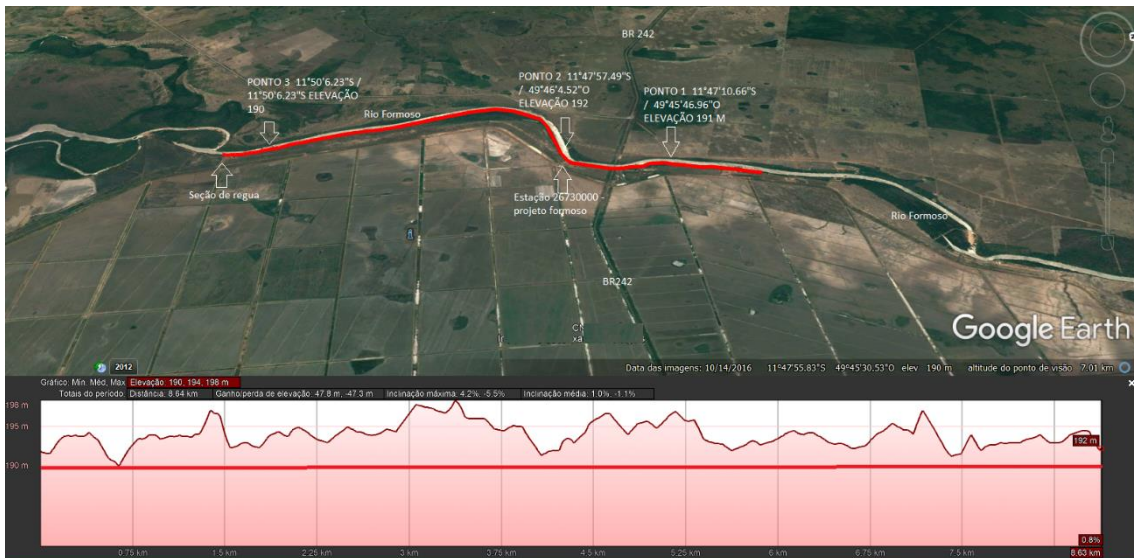 BR 242
PONTO 3 11°50'6.23"S /
11°50'6.23"S ELEVAÇÃO
190
PONTO 2 11°47'57.49"S
/ 49°46'4.52"O
ELEVAÇÃO 192
PONTO 1 11°47'10.66"S
/ 49°45'46.96"O
ELEVAÇÃO 191 M
Rio Formoso
Seção de regua
Estação 26730000
projeto formoso
Rio Formoso
BR242
Google Earth
2012
Data das imagens: 10/14/2016 11°47'55.83"S 49°45'30.53"O elev 190 m altitude do ponto de visão 7.01 km
Gráfico: Min, Méd, Max Elevação: 190, 194, 198 m
Totais do período: Distância: 8.64 km Ganho/perda de elevação: 47.8 m, -47.3 m Inclinação máxima: 4.2%, -5.5% Inclinação média: 1.0%, -1.1%
198 m
195 m
190 m
192 m
0.8%
0.75 km 1.5 km 2.25 km 3 km 3.75 km 4.5 km 5.25 km 6 km 6.75 km 7.5 km 8.63 km